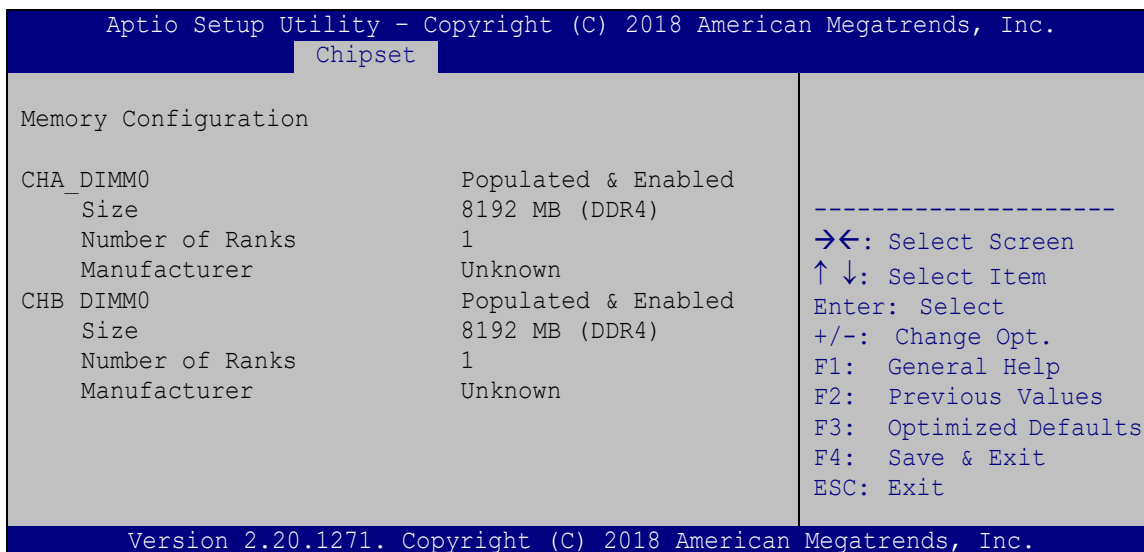 Aptio Setup Utility – Copyright (C) 2018 American Megatrends, Inc.
Chipset
Memory Configuration
CHA_DIMM0 Populated & Enabled
Size 8192 MB (DDR4)
Number of Ranks 1
Manufacturer Unknown
CHB DIMM0 Populated & Enabled
Size 8192 MB (DDR4)
Number of Ranks 1
Manufacturer Unknown
---------------------
→←: Select Screen
↑ ↓: Select Item
Enter: Select
+/-: Change Opt.
F1: General Help
F2: Previous Values
F3: Optimized Defaults
F4: Save & Exit
ESC: Exit
Version 2.20.1271. Copyright (C) 2018 American Megatrends, Inc.